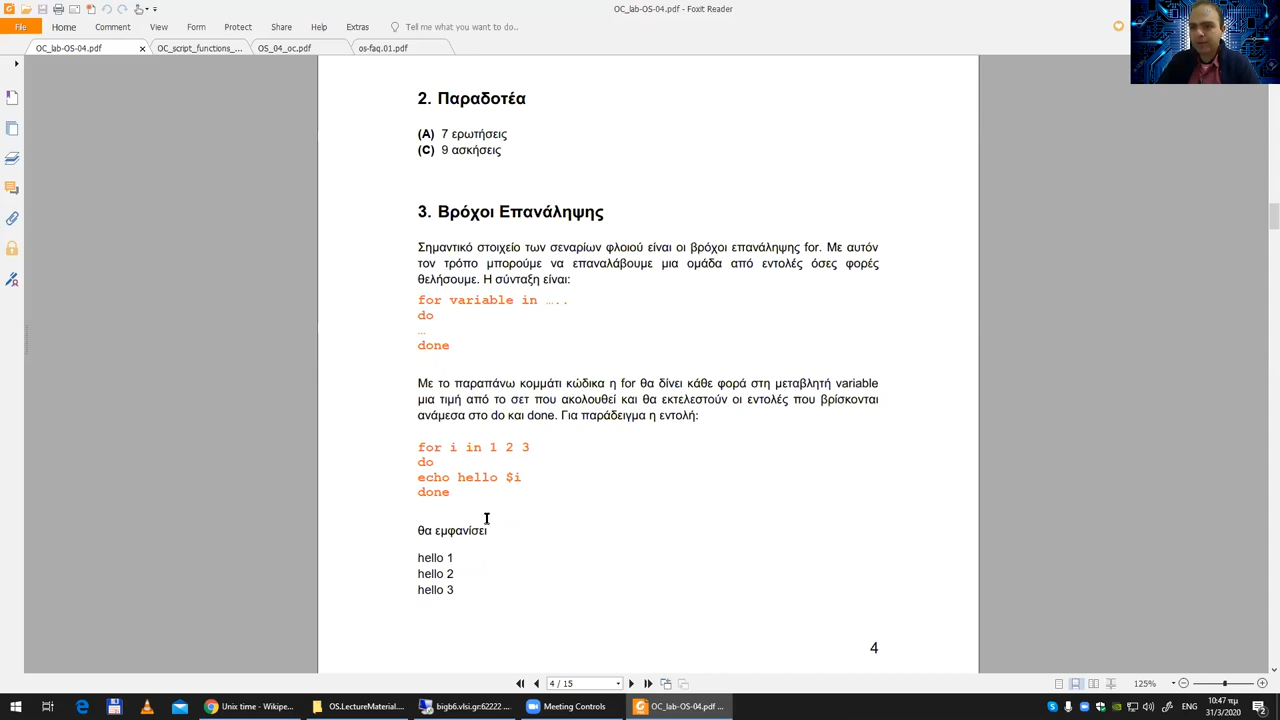 OC_lab-OS-04.pdf - Foxit Reader
File Home Comment View Form Protect Share Help Extras Tell me what you want to do..
OC_lab-OS-04.pdf OC_script_functions_... OS_04_oc.pdf os-faq.01.pdf
2. Παραδοτέα
(A) 7 ερωτήσεις
(C) 9 ασκήσεις
3. Βρόχοι Επανάληψης
Σημαντικό στοιχείο των σεναρίων φλοιού είναι οι βρόχοι επανάληψης for. Με αυτόν
τον τρόπο μπορούμε να επαναλάβουμε μια ομάδα από εντολές όσες φορές
θελήσουμε. Η σύνταξη είναι:
for variable in …..
do
…
done
Με το παραπάνω κομμάτι κώδικα η for θα δίνει κάθε φορά στη μεταβλητή variable
μια τιμή από το σετ που ακολουθεί και θα εκτελεστούν οι εντολές που βρίσκονται
ανάμεσα στο do και done. Για παράδειγμα η εντολή:
for i in 1 2 3
do
echo hello $i
done
θα εμφανίσει
hello 1
hello 2
hello 3
4
4 / 15
125%
Unix time - Wikipe...
OS.LectureMaterial...
bigb6.vlsi.gr:62222 ...
Meeting Controls
OC_lab-OS-04.pdf ...
ENG
10:47 πμ
31/3/2020